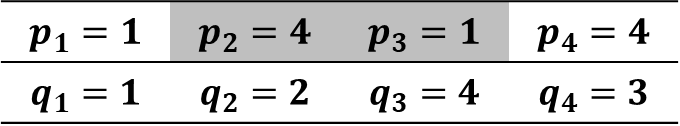 p₁ = 1 p₂ = 4 p₃ = 1 p₄ = 4
q₁ = 1 q₂ = 2 q₃ = 4 q₄ = 3